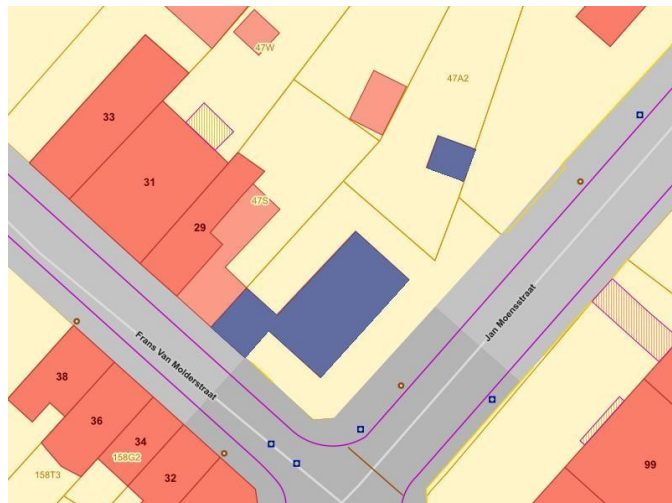 47W
47A2
33
31
29
47S
Jan Moensstraat
Frans Van Molderstraat
38
36
34
158G2
32
158T3
99